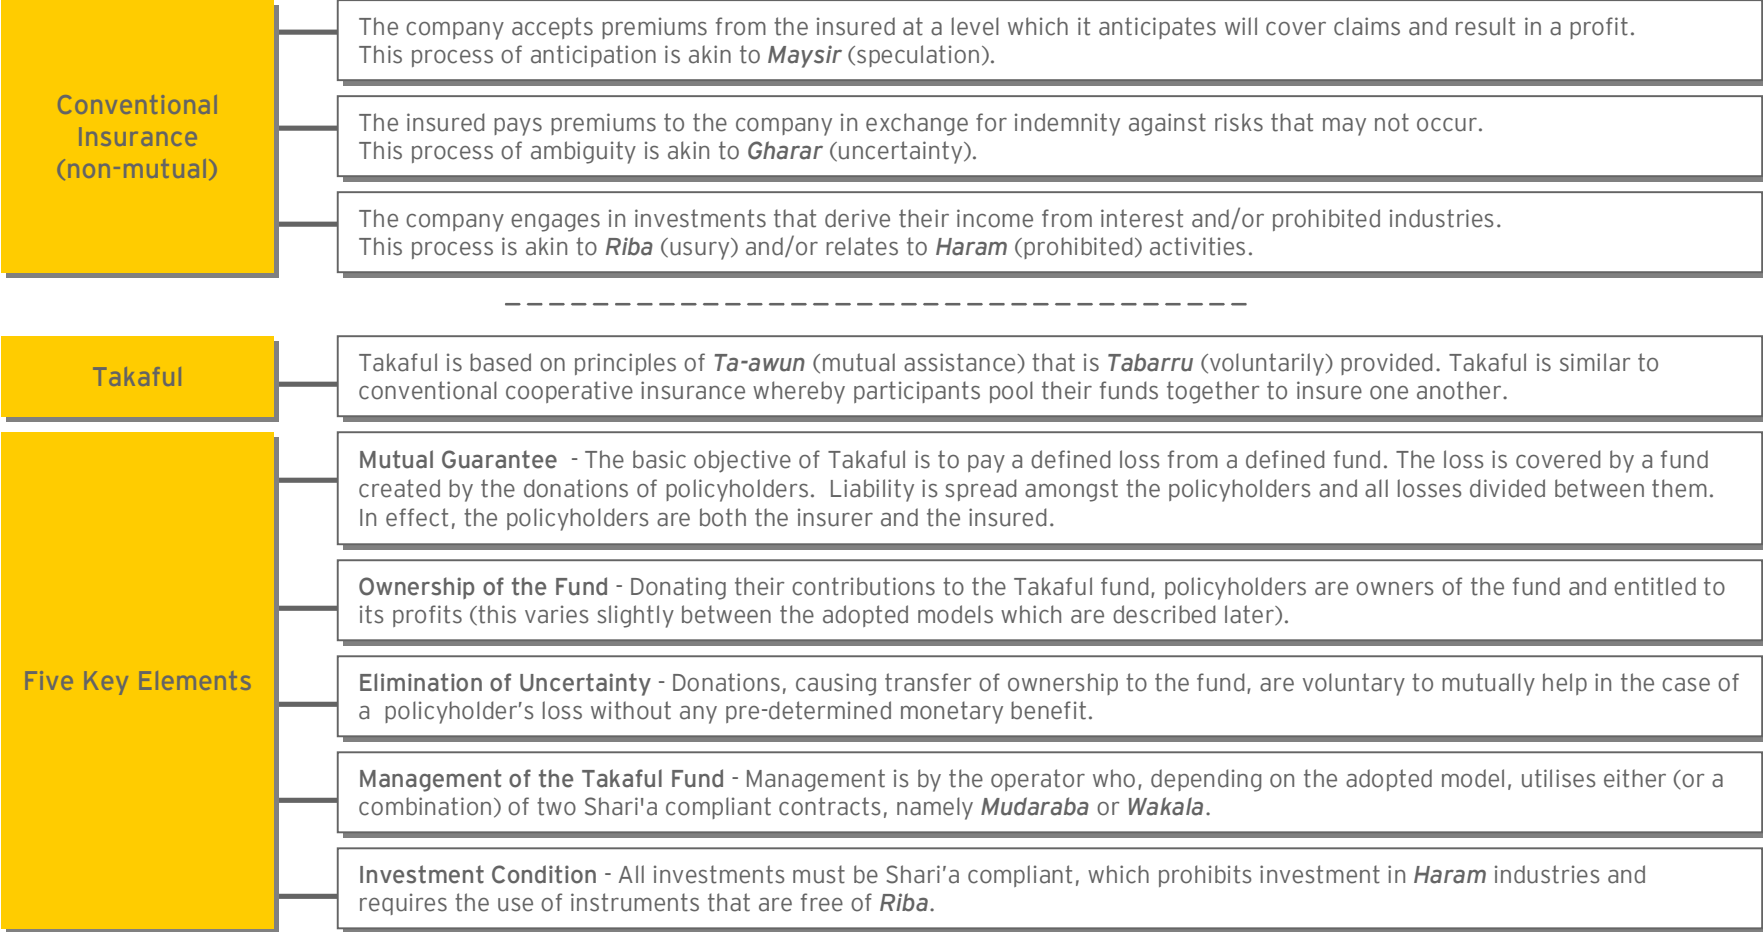 Conventional
Insurance
(non-mutual)
The company accepts premiums from the insured at a level which it anticipates will cover claims and result in a profit.
This process of anticipation is akin to Maysir (speculation).
The insured pays premiums to the company in exchange for indemnity against risks that may not occur.
This process of ambiguity is akin to Gharar (uncertainty).
The company engages in investments that derive their income from interest and/or prohibited industries.
This process is akin to Riba (usury) and/or relates to Haram (prohibited) activities.
Takaful
Takaful is based on principles of Ta-awun (mutual assistance) that is Tabarru (voluntarily) provided. Takaful is similar to
conventional cooperative insurance whereby participants pool their funds together to insure one another.
Five Key Elements
Mutual Guarantee - The basic objective of Takaful is to pay a defined loss from a defined fund. The loss is covered by a fund
created by the donations of policyholders. Liability is spread amongst the policyholders and all losses divided between them.
In effect, the policyholders are both the insurer and the insured.
Ownership of the Fund - Donating their contributions to the Takaful fund, policyholders are owners of the fund and entitled to
its profits (this varies slightly between the adopted models which are described later).
Elimination of Uncertainty - Donations, causing transfer of ownership to the fund, are voluntary to mutually help in the case of
a policyholder’s loss without any pre-determined monetary benefit.
Management of the Takaful Fund - Management is by the operator who, depending on the adopted model, utilises either (or a
combination) of two Shari'a compliant contracts, namely Mudaraba or Wakala.
Investment Condition - All investments must be Shari’a compliant, which prohibits investment in Haram industries and
requires the use of instruments that are free of Riba.